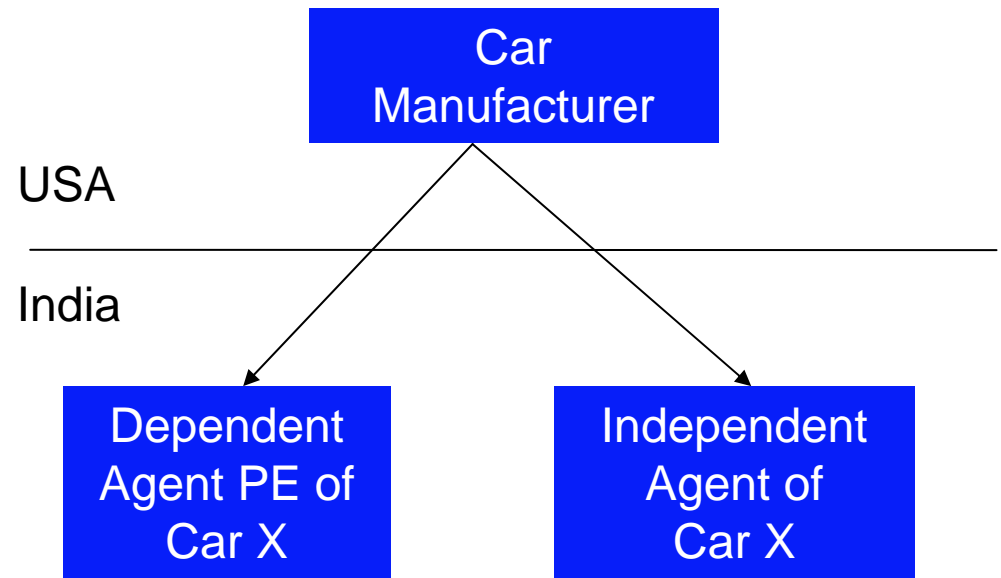 Car
Manufacturer
USA
India
Dependent
Agent PE of
Car X
Independent
Agent of
Car X